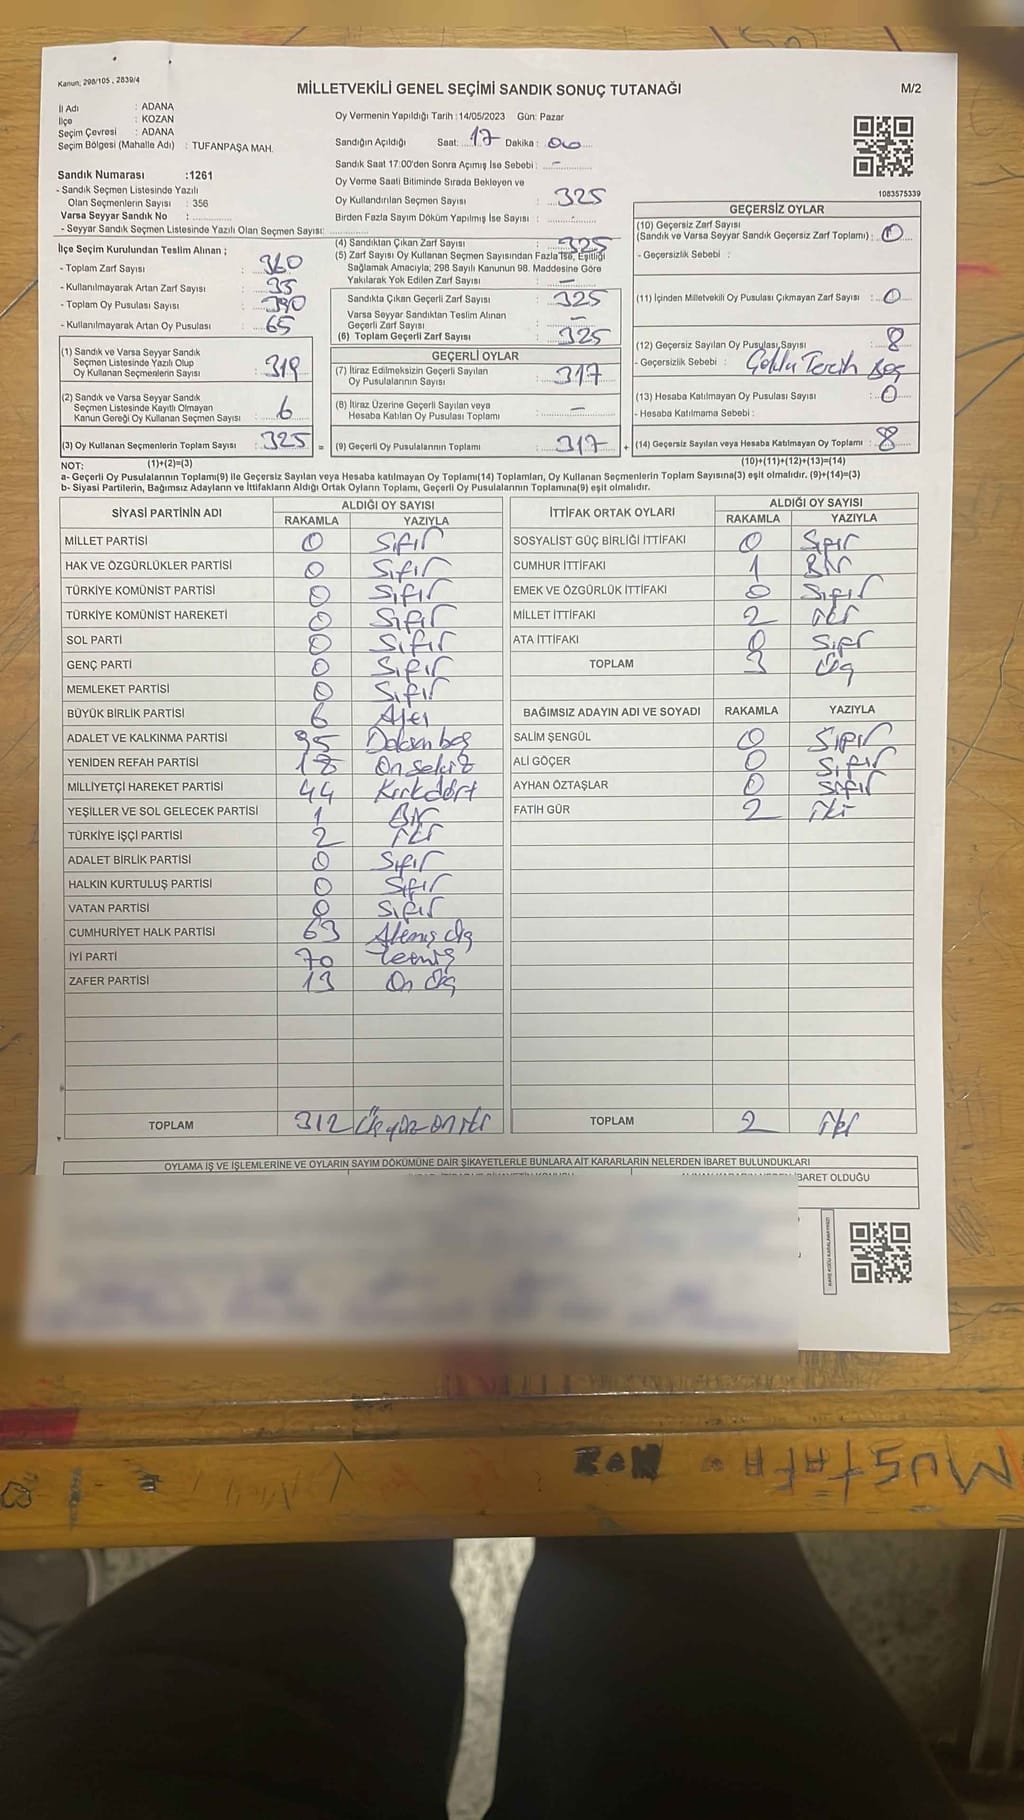 Kanun; 298/105 ; 2839/4
MİLLETVEKİLİ GENEL SEÇİMİ SANDIK SONUÇ TUTANAĞI
M/2
İl Adı : ADANA
İlçe : KOZAN
Seçim Çevresi : ADANA
Seçim Bölgesi (Mahalle Adı) : TUFANPAŞA MAH.
Sandık Numarası :1261
- Sandık Seçmen Listesinde Yazılı
Olan Seçmenlerin Sayısı : 356
Varsa Seyyar Sandık No :
- Seyyar Sandık Seçmen Listesinde Yazılı Olan Seçmen Sayısı:
Oy Vermenin Yapıldığı Tarih :14/05/2023 Gün: Pazar
Sandığın Açıldığı Saat: 17 Dakika : 00
Sandık Saat 17:00'den Sonra Açımış İse Sebebi : -
Oy Verme Saati Bitiminde Sırada Bekleyen ve
Oy Kullandırılan Seçmen Sayısı : 325
Birden Fazla Sayım Döküm Yapılmış İse Sayısı : -
1083575339
İlçe Seçim Kurulundan Teslim Alınan ;
- Toplam Zarf Sayısı : 360
- Kullanılmayarak Artan Zarf Sayısı : 35
- Toplam Oy Pusulası Sayısı : 390
- Kullanılmayarak Artan Oy Pusulası : 65
(1) Sandık ve Varsa Seyyar Sandık
Seçmen Listesinde Yazılı Olup
Oy Kullanan Seçmenlerin Sayısı : 319
(2) Sandık ve Varsa Seyyar Sandık
Seçmen Listesinde Kayıtlı Olmayan
Kanun Gereği Oy Kullanan Seçmen Sayısı : 6
(3) Oy Kullanan Seçmenlerin Toplam Sayısı : 325 =
(4) Sandıktan Çıkan Zarf Sayısı : 325
(5) Zarf Sayısı Oy Kullanan Seçmen Sayısından Fazla İse, Eşitliği
Sağlamak Amacıyla; 298 Sayılı Kanunun 98. Maddesine Göre
Yakılarak Yok Edilen Zarf Sayısı : -
Sandıkta Çıkan Geçerli Zarf Sayısı : 325
Varsa Seyyar Sandıktan Teslim Alınan
Geçerli Zarf Sayısı : -
(6) Toplam Geçerli Zarf Sayısı : 325
GEÇERLİ OYLAR
(7) İtiraz Edilmeksizin Geçerli Sayılan
Oy Pusulalarının Sayısı : 317
(8) İtiraz Üzerine Geçerli Sayılan veya
Hesaba Katılan Oy Pusulası Toplamı : -
(9) Geçerli Oy Pusulalarının Toplamı : 317 +
GEÇERSİZ OYLAR
(10) Geçersiz Zarf Sayısı
(Sandık ve Varsa Seyyar Sandık Geçersiz Zarf Toplamı) : 0
- Geçersizlik Sebebi :
(11) İçinden Milletvekili Oy Pusulası Çıkmayan Zarf Sayısı : 0
(12) Geçersiz Sayılan Oy Pusulası Sayısı : 8
- Geçersizlik Sebebi : Çoklu Tercih Boş
(13) Hesaba Katılmayan Oy Pusulası Sayısı : 0
- Hesaba Katılmama Sebebi :
(14) Geçersiz Sayılan veya Hesaba Katılmayan Oy Toplamı : 8
NOT: (1)+(2)=(3) (10)+(11)+(12)+(13)=(14)
a- Geçerli Oy Pusulalarının Toplamı(9) ile Geçersiz Sayılan veya Hesaba katılmayan Oy Toplamı(14) Toplamları, Oy Kullanan Seçmenlerin Toplam Sayısına(3) eşit olmalıdır. (9)+(14)=(3)
b- Siyasi Partilerin, Bağımsız Adayların ve İttifakların Aldığı Oyların Toplamı, Geçerli Oy Pusulalarının Toplamına(9) eşit olmalıdır.
SİYASİ PARTİNİN ADI ALDIĞI OY SAYISI
RAKAMLA YAZIYLA
MİLLET PARTİSİ 0 Sıfır
HAK VE ÖZGÜRLÜKLER PARTİSİ 0 Sıfır
TÜRKİYE KOMÜNİST PARTİSİ 0 Sıfır
TÜRKİYE KOMÜNİST HAREKETİ 0 Sıfır
SOL PARTİ 0 Sıfır
GENÇ PARTİ 0 Sıfır
MEMLEKET PARTİSİ 0 Sıfır
BÜYÜK BİRLİK PARTİSİ 6 Altı
ADALET VE KALKINMA PARTİSİ 95 Doksan beş
YENİDEN REFAH PARTİSİ 18 On sekiz
MİLLİYETÇİ HAREKET PARTİSİ 44 Kırkdört
YEŞİLLER VE SOL GELECEK PARTİSİ 1 Bir
TÜRKİYE İŞÇİ PARTİSİ 2 iki
ADALET BİRLİK PARTİSİ 0 Sıfır
HALKIN KURTULUŞ PARTİSİ 0 Sıfır
VATAN PARTİSİ 0 Sıfır
CUMHURİYET HALK PARTİSİ 63 Altmış üç
İYİ PARTİ 70 Yetmiş
ZAFER PARTİSİ 13 On üç
TOPLAM 312 Üçyüz on iki
İTTİFAK ORTAK OYLARI ALDIĞI OY SAYISI
RAKAMLA YAZIYLA
SOSYALİST GÜÇ BİRLİĞİ İTTİFAKI 0 Sıfır
CUMHUR İTTİFAKI 1 Bir
EMEK VE ÖZGÜRLÜK İTTİFAKI 0 Sıfır
MİLLET İTTİFAKI 2 iki
ATA İTTİFAKI 0 Sıfır
TOPLAM 3 Üç
BAĞIMSIZ ADAYIN ADI VE SOYADI RAKAMLA YAZIYLA
SALİM ŞENGÜL 0 Sıfır
ALİ GÖÇER 0 Sıfır
AYHAN ÖZTAŞLAR 0 Sıfır
FATİH GÜR 2 iki
TOPLAM 2 iki
OYLAMA İŞ VE İŞLEMLERİNE VE OYLARIN SAYIM DÖKÜMÜNE DAİR ŞİKAYETLERLE BUNLARA AİT KARARLARIN NELERDEN İBARET BULUNDUKLARI
BARET OLDUĞU
MUSTAFA